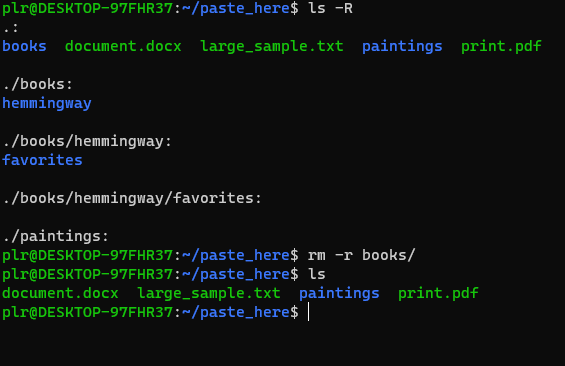 plr@DESKTOP-97FHR37:~/paste_here$ ls -R
.:
books  document.docx  large_sample.txt  paintings  print.pdf

./books:
hemmingway

./books/hemmingway:
favorites

./books/hemmingway/favorites:

./paintings:
plr@DESKTOP-97FHR37:~/paste_here$ rm -r books/
plr@DESKTOP-97FHR37:~/paste_here$ ls
document.docx  large_sample.txt  paintings  print.pdf
plr@DESKTOP-97FHR37:~/paste_here$